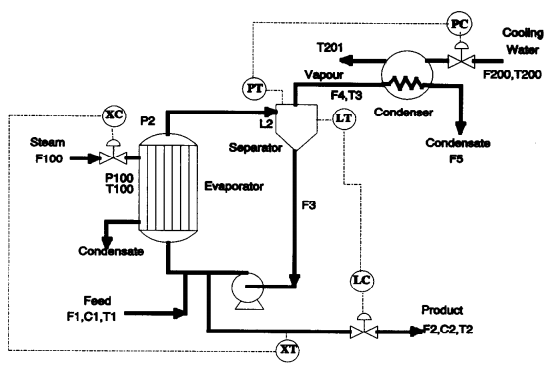 PC
Cooling
Water
F200,T200
T201
PT
Vapour
F4,T3
Condenser
XC
P2
L2
LT
Steam
F100
Separator
Condensate
F5
P100
T100
Evaporator
F3
Condensate
LC
Feed
F1,C1,T1
Product
F2,C2,T2
XT